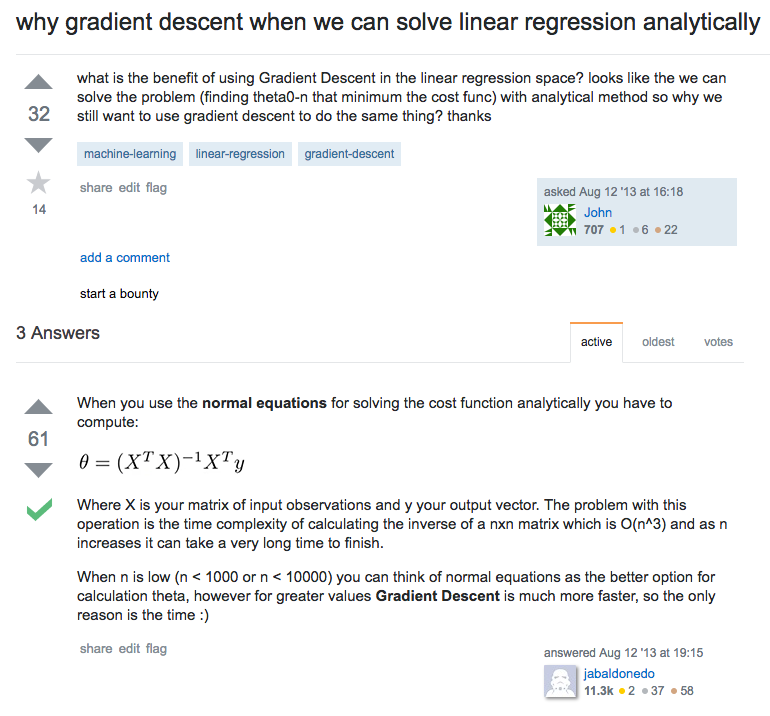 why gradient descent when we can solve linear regression analytically
what is the benefit of using Gradient Descent in the linear regression space? looks like the we can
solve the problem (finding theta0-n that minimum the cost func) with analytical method so why we
still want to use gradient descent to do the same thing? thanks
32
machine-learning linear-regression gradient-descent
14
share edit flag
asked Aug 12 '13 at 16:18
John
707 1 6 22
add a comment
start a bounty
3 Answers
active oldest votes
When you use the normal equations for solving the cost function analytically you have to
compute:
61
θ = (X^T X)^−1 X^T y
Where X is your matrix of input observations and y your output vector. The problem with this
operation is the time complexity of calculating the inverse of a nxn matrix which is O(n^3) and as n
increases it can take a very long time to finish.
When n is low (n < 1000 or n < 10000) you can think of normal equations as the better option for
calculation theta, however for greater values Gradient Descent is much more faster, so the only
reason is the time :)
share edit flag
answered Aug 12 '13 at 19:15
jabaldonedo
11.3k 2 37 58